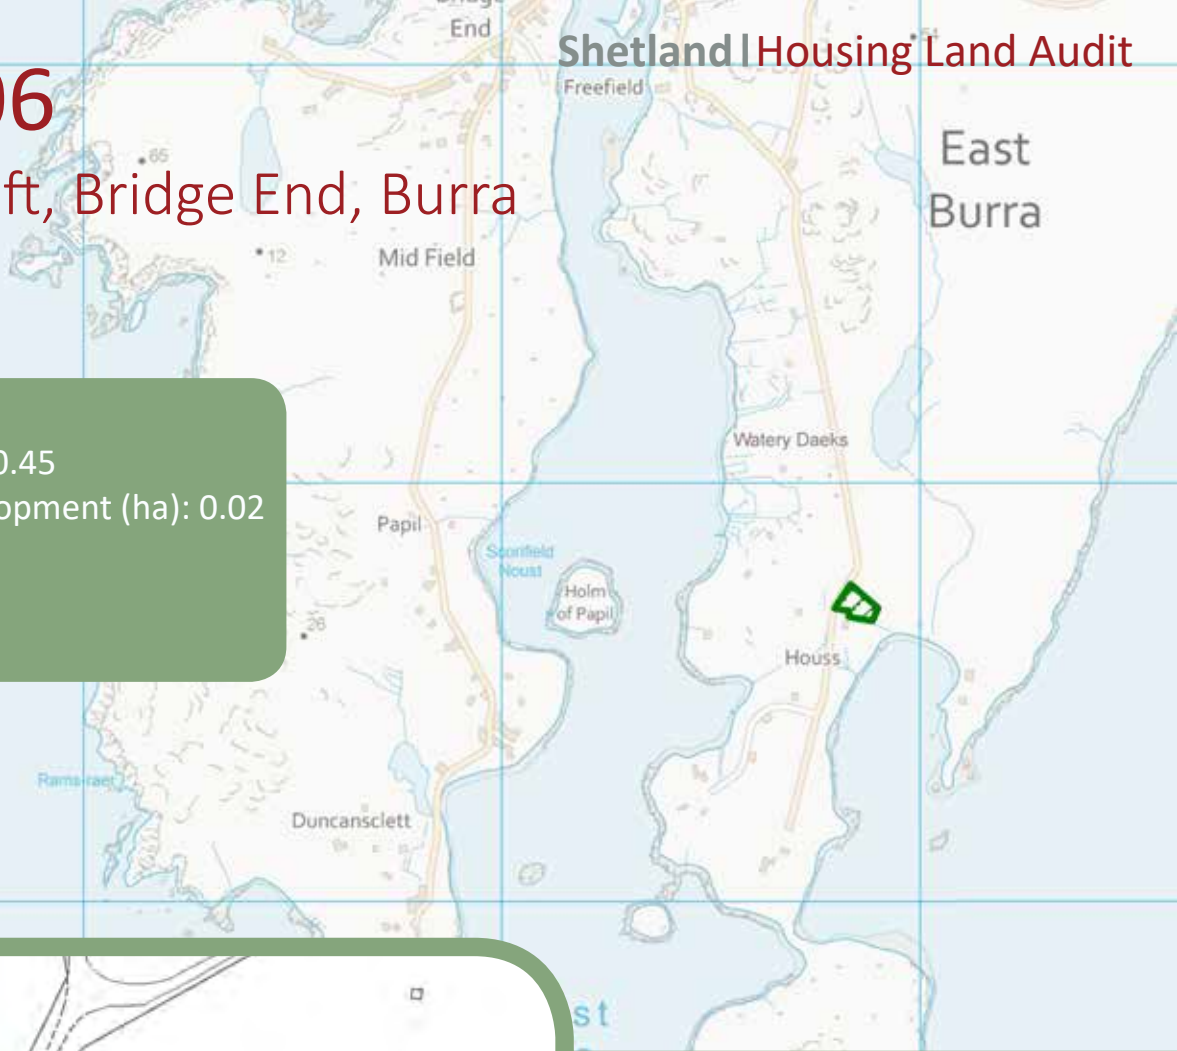 End
Shetland|Housing Land Audit
Freefield
06
East
Burra
65
ft, Bridge End, Burra
12
Mid Field
0.45
opment (ha): 0.02
Watery Daeks
Papil
Noust
Holm
of Papil
26
Houss
Duncansclett
st